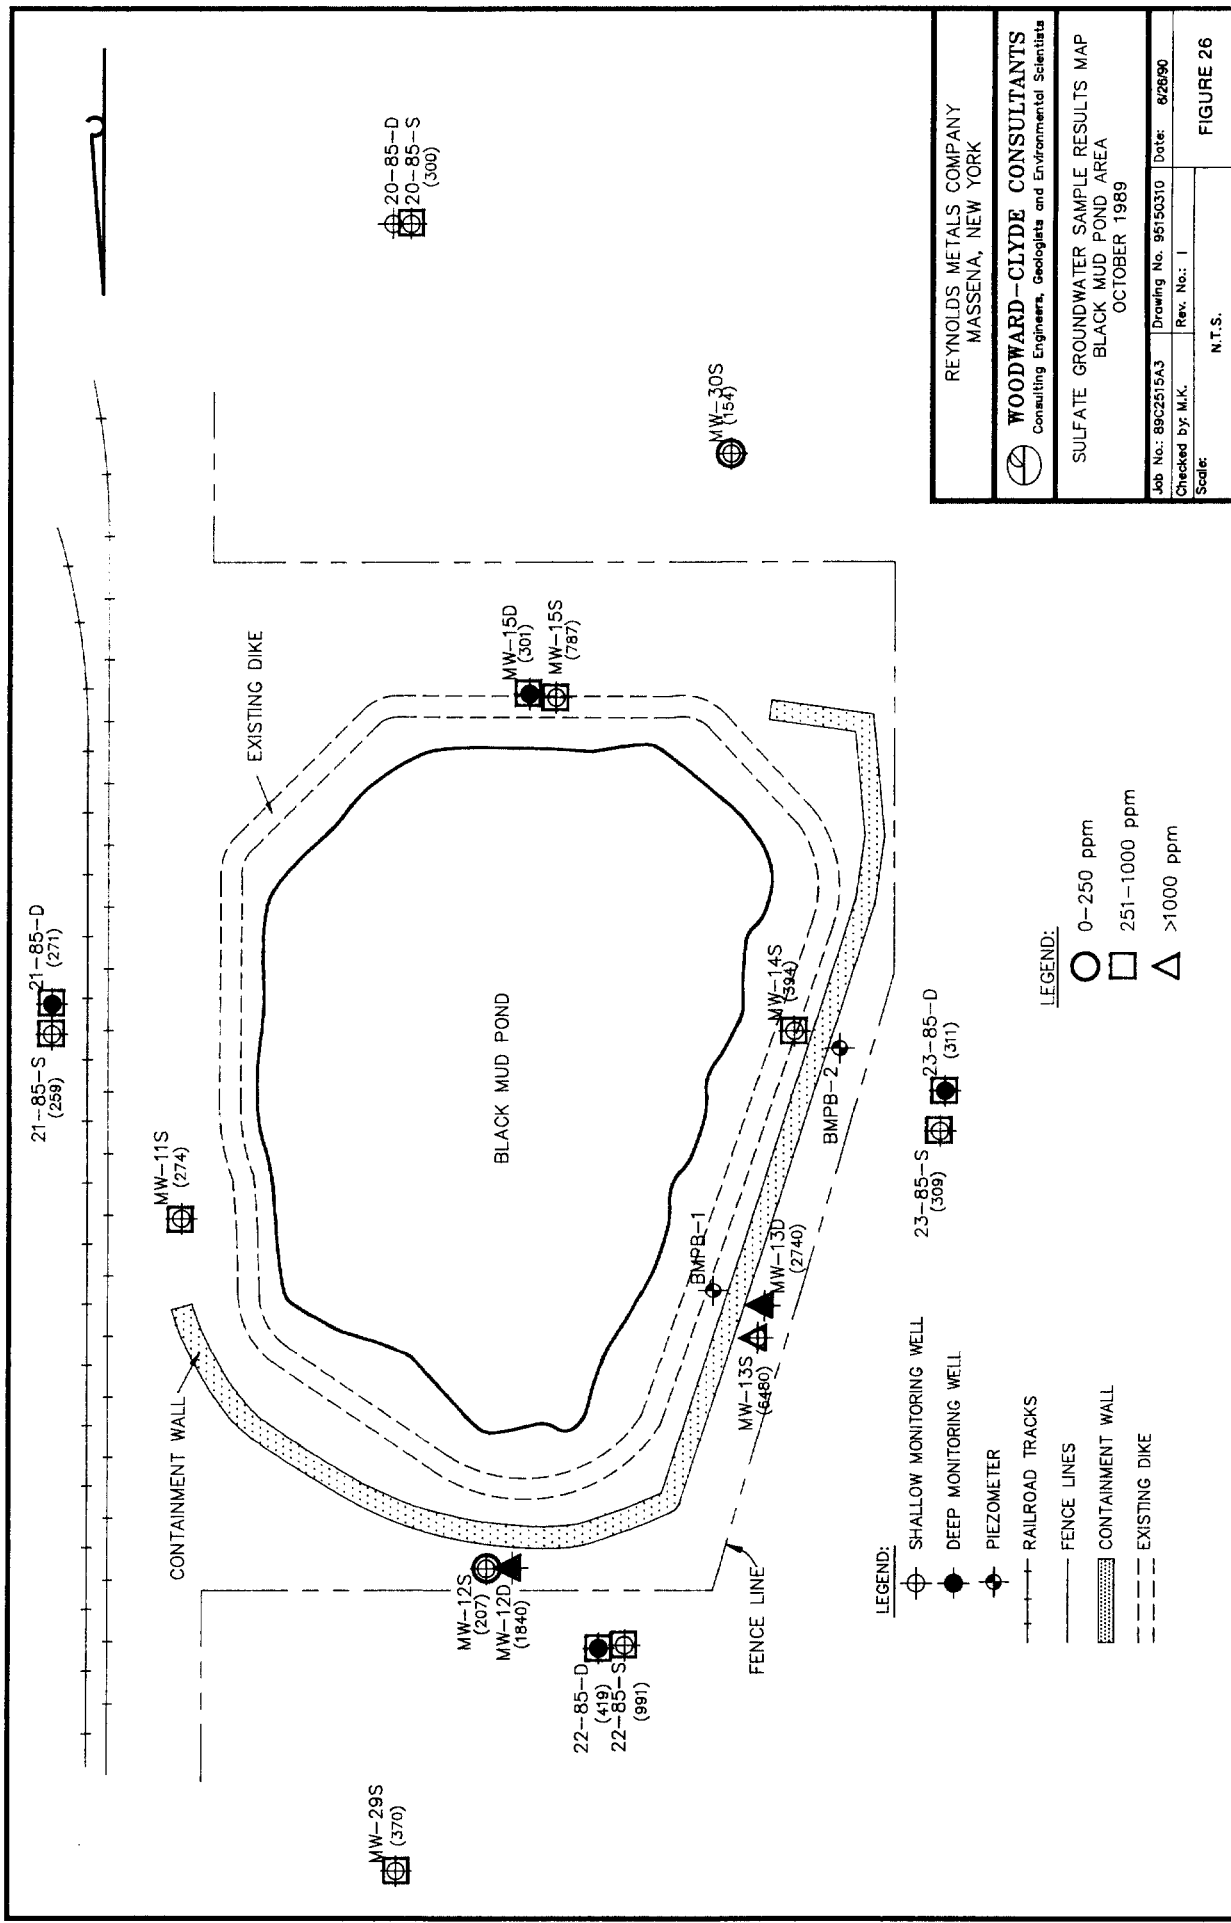 21-85-S
(259)
21-85-D
(271)
MW-11S
(274)
CONTAINMENT WALL
EXISTING DIKE
20-85-D
20-85-S
(300)
MW-29S
(370)
MW-12S
(207)
MW-12D
(1840)
22-85-D
(419)
22-85-S
(991)
BLACK MUD POND
MW-15D
(301)
MW-15S
(787)
MW-30S
(154)
BMPB-1
MW-13S
(6480)
MW-13D
(2740)
MW-14S
(394)
BMPB-2
FENCE LINE
23-85-S
(309)
23-85-D
(311)
LEGEND:
SHALLOW MONITORING WELL
DEEP MONITORING WELL
PIEZOMETER
RAILROAD TRACKS
FENCE LINES
CONTAINMENT WALL
EXISTING DIKE
LEGEND:
0-250 ppm
251-1000 ppm
>1000 ppm
REYNOLDS METALS COMPANY
MASSENA, NEW YORK
WOODWARD-CLYDE CONSULTANTS
Consulting Engineers, Geologists and Environmental Scientists
SULFATE GROUNDWATER SAMPLE RESULTS MAP
BLACK MUD POND AREA
OCTOBER 1989
Job No.: 89C2515A3 Drawing No. 95150310 Date: 6/26/90
Checked by: M.K. Rev. No.: 1
Scale: N.T.S.
FIGURE 26